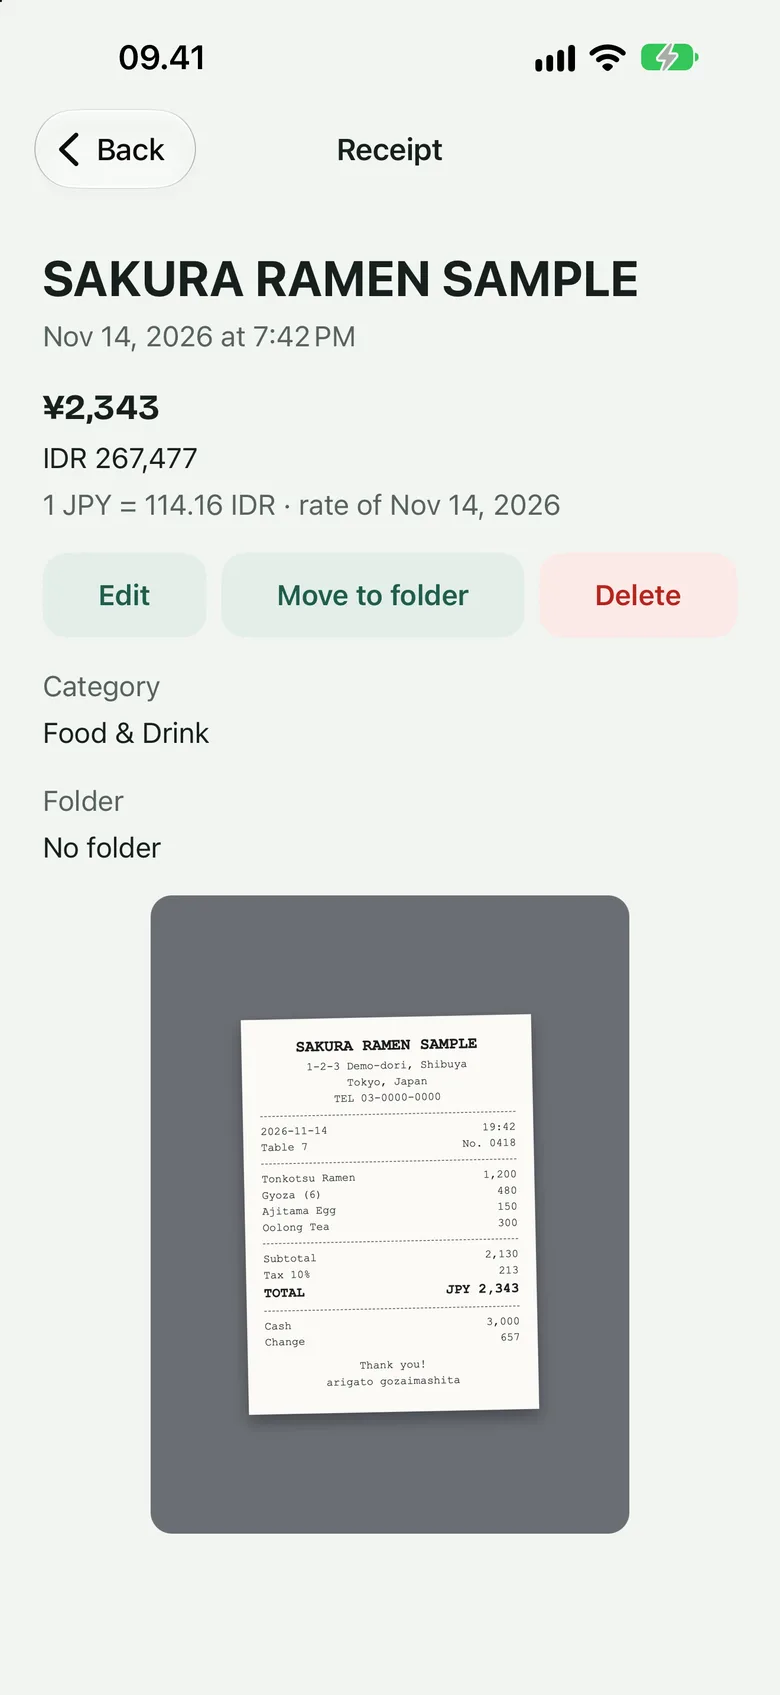 09.41
Back
Receipt
SAKURA RAMEN SAMPLE
Nov 14, 2026 at 7:42 PM
¥2,343
IDR 267,477
1 JPY = 114.16 IDR · rate of Nov 14, 2026
Edit Move to folder Delete
Category
Food & Drink
Folder
No folder
SAKURA RAMEN SAMPLE
1-2-3 Demo-dori, Shibuya
Tokyo, Japan
TEL 03-0000-0000
2026-11-14 19:42
Table 7 No. 0418
Tonkotsu Ramen 1,200
Gyoza (6) 480
Ajitama Egg 150
Oolong Tea 300
Subtotal 2,130
Tax 10% 213
TOTAL JPY 2,343
Cash 3,000
Change 657
Thank you!
arigato gozaimashita